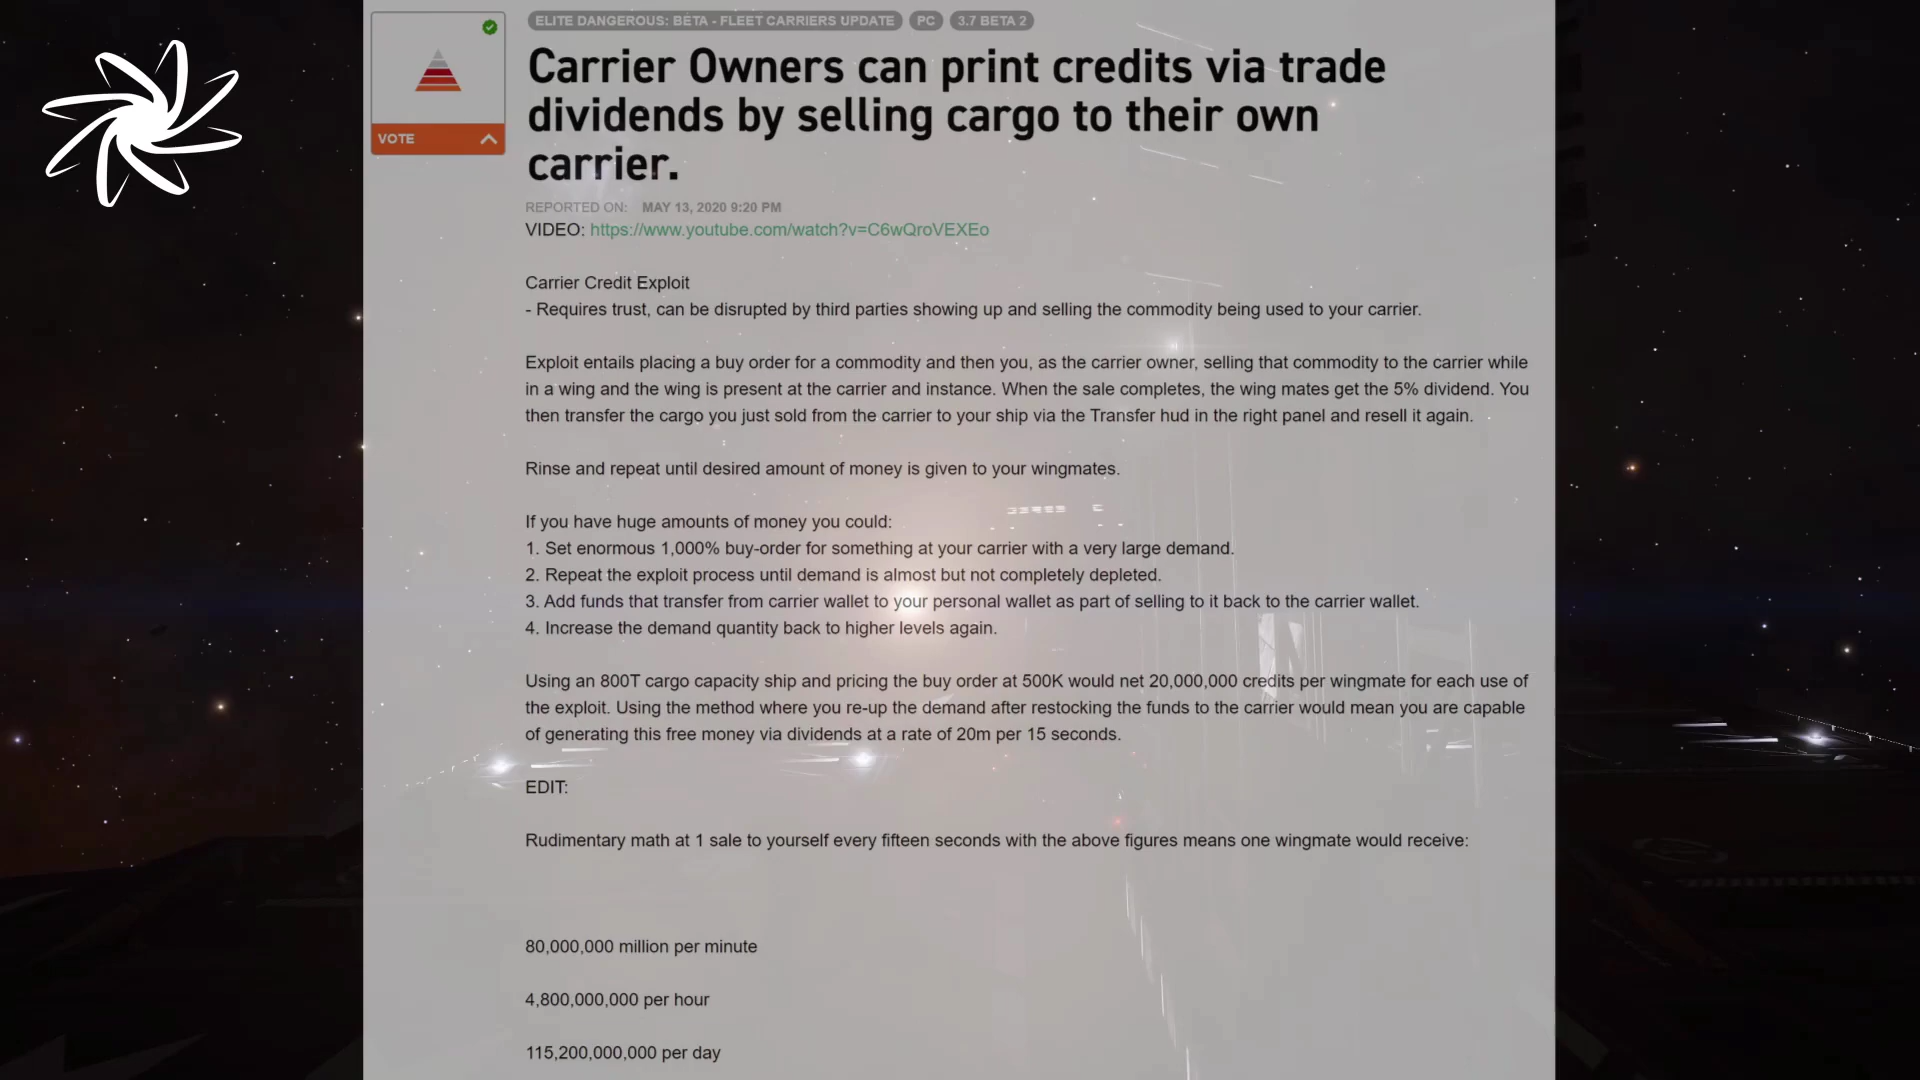 ELITE DANGEROUS: BETA - FLEET CARRIERS UPDATE PC 3.7 BETA 2
Carrier Owners can print credits via trade
dividends by selling cargo to their own
carrier.
VOTE
REPORTED ON: MAY 13, 2020 9:20 PM
VIDEO: https://www.youtube.com/watch?v=C6wQroVEXEo
Carrier Credit Exploit
- Requires trust, can be disrupted by third parties showing up and selling the commodity being used to your carrier.
Exploit entails placing a buy order for a commodity and then you, as the carrier owner, selling that commodity to the carrier while
in a wing and the wing is present at the carrier and instance. When the sale completes, the wing mates get the 5% dividend. You
then transfer the cargo you just sold from the carrier to your ship via the Transfer hud in the right panel and resell it again.
Rinse and repeat until desired amount of money is given to your wingmates.
If you have huge amounts of money you could:
1. Set enormous 1,000% buy-order for something at your carrier with a very large demand.
2. Repeat the exploit process until demand is almost but not completely depleted.
3. Add funds that transfer from carrier wallet to your personal wallet as part of selling to it back to the carrier wallet.
4. Increase the demand quantity back to higher levels again.
Using an 800T cargo capacity ship and pricing the buy order at 500K would net 20,000,000 credits per wingmate for each use of
the exploit. Using the method where you re-up the demand after restocking the funds to the carrier would mean you are capable
of generating this free money via dividends at a rate of 20m per 15 seconds.
EDIT:
Rudimentary math at 1 sale to yourself every fifteen seconds with the above figures means one wingmate would receive:
80,000,000 million per minute
4,800,000,000 per hour
115,200,000,000 per day